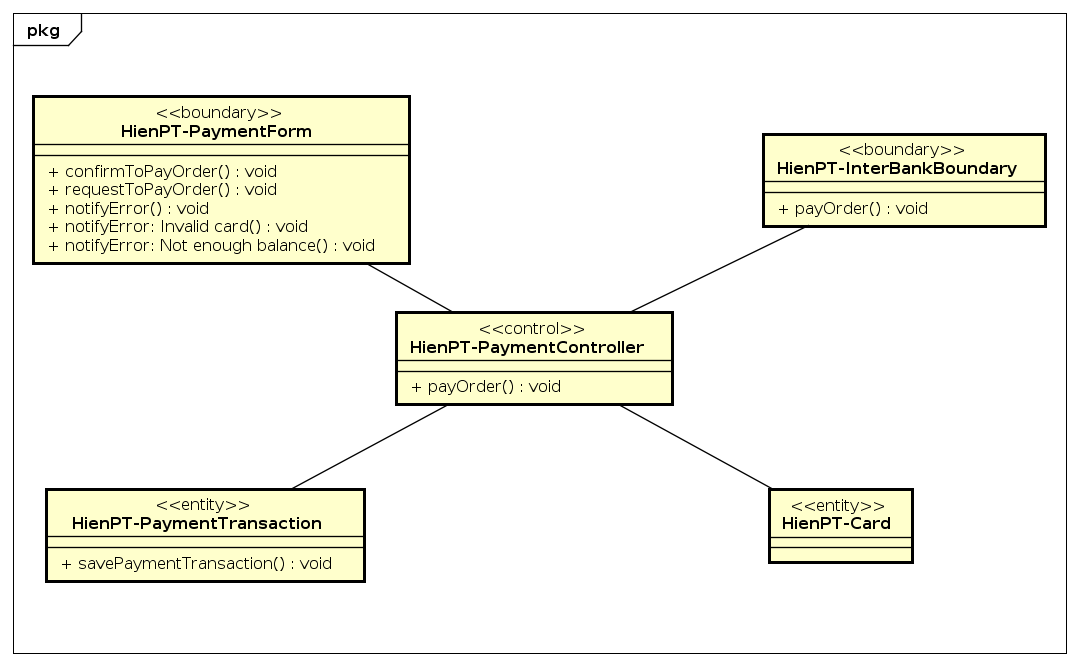 pkg
<<boundary>>
HienPT-PaymentForm
+ confirmToPayOrder() : void
+ requestToPayOrder() : void
+ notifyError() : void
+ notifyError: Invalid card() : void
+ notifyError: Not enough balance() : void
<<boundary>>
HienPT-InterBankBoundary
+ payOrder() : void
<<control>>
HienPT-PaymentController
+ payOrder() : void
<<entity>>
HienPT-PaymentTransaction
+ savePaymentTransaction() : void
<<entity>>
HienPT-Card